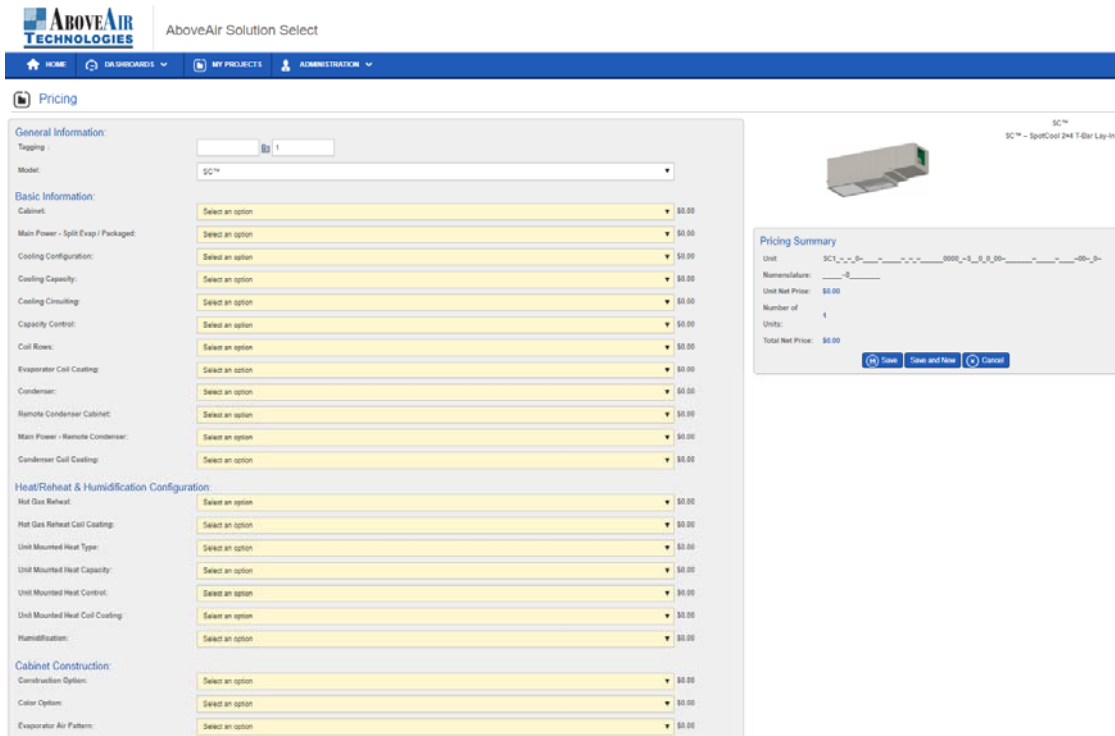 ABOVEAIR
TECHNOLOGIES
AboveAir Solution Select
HOME DASHBOARDS MY PROJECTS ADMINISTRATION
Pricing
General Information:
Tagging : 1
Model: SC™
Basic Information:
Cabinet: Select an option $0.00
Main Power - Split Evap / Packaged: Select an option $0.00
Cooling Configuration: Select an option $0.00
Cooling Capacity: Select an option $0.00
Cooling Circuiting: Select an option $0.00
Capacity Control: Select an option $0.00
Coil Rows: Select an option $0.00
Evaporator Coil Coating: Select an option $0.00
Condenser: Select an option $0.00
Remote Condenser Cabinet: Select an option $0.00
Main Power - Remote Condenser: Select an option $0.00
Condenser Coil Coating: Select an option $0.00
Heat/Reheat & Humidification Configuration:
Hot Gas Reheat: Select an option $0.00
Hot Gas Reheat Coil Coating: Select an option $0.00
Unit Mounted Heat Type: Select an option $0.00
Unit Mounted Heat Capacity: Select an option $0.00
Unit Mounted Heat Control: Select an option $0.00
Unit Mounted Heat Coil Coating: Select an option $0.00
Humidification: Select an option $0.00
Cabinet Construction:
Construction Option: Select an option $0.00
Color Option: Select an option $0.00
Evaporator Air Pattern: Select an option $0.00
SC™
SC™ – SpotCool 2*4 T-Bar Lay-In
Pricing Summary
Unit
Nomenclature:
Unit Net Price: $0.00
Number of
Units: 1
Total Net Price: $0.00
Save Save and New Cancel